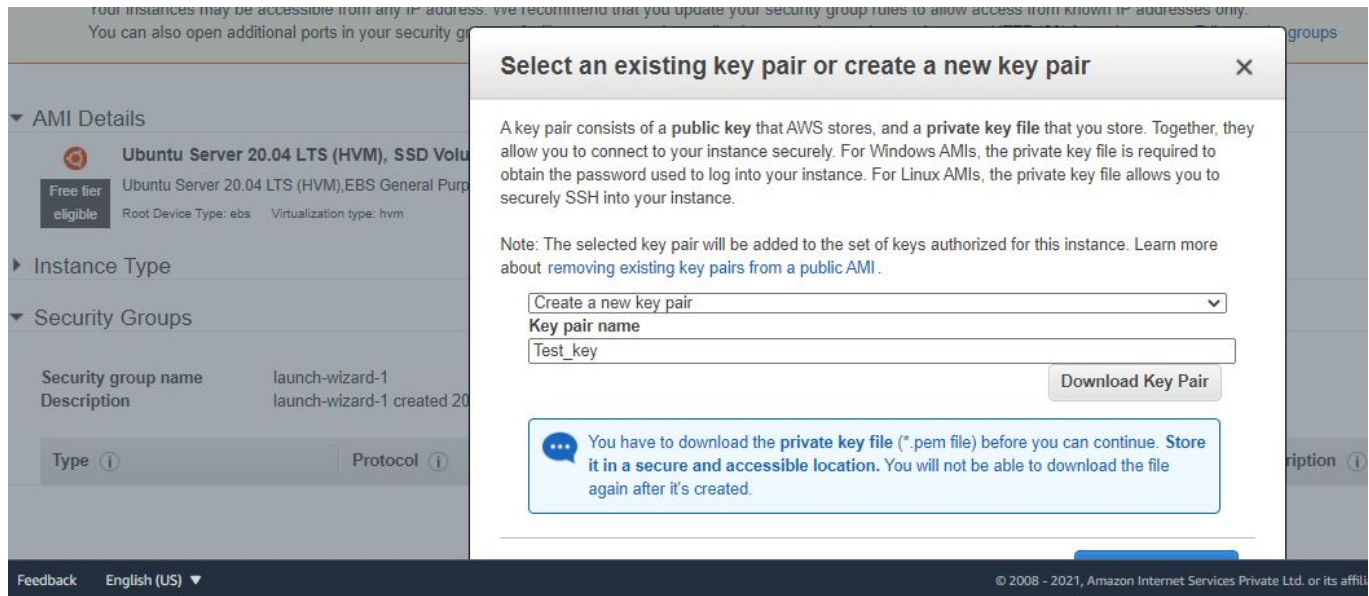 Your instances may be accessible from any IP address. We recommend that you update your security group rules to allow access from known IP addresses only.
You can also open additional ports in your security
groups
Select an existing key pair or create a new key pair
A key pair consists of a public key that AWS stores, and a private key file that you store. Together, they
allow you to connect to your instance securely. For Windows AMIs, the private key file is required to
obtain the password used to log into your instance. For Linux AMIs, the private key file allows you to
securely SSH into your instance.
Note: The selected key pair will be added to the set of keys authorized for this instance. Learn more
about removing existing key pairs from a public AMI .
Create a new key pair
Key pair name
Test_key
Download Key Pair
You have to download the private key file (*.pem file) before you can continue. Store
it in a secure and accessible location. You will not be able to download the file
again after it's created.
AMI Details
Ubuntu Server 20.04 LTS (HVM), SSD Volu
Free tier
eligible
Ubuntu Server 20.04 LTS (HVM),EBS General Purp
Root Device Type: ebs Virtualization type: hvm
Instance Type
Security Groups
Security group name launch-wizard-1
Description launch-wizard-1 created 20
Type Protocol
ription
Feedback English (US)
© 2008 - 2021, Amazon Internet Services Private Ltd. or its affili